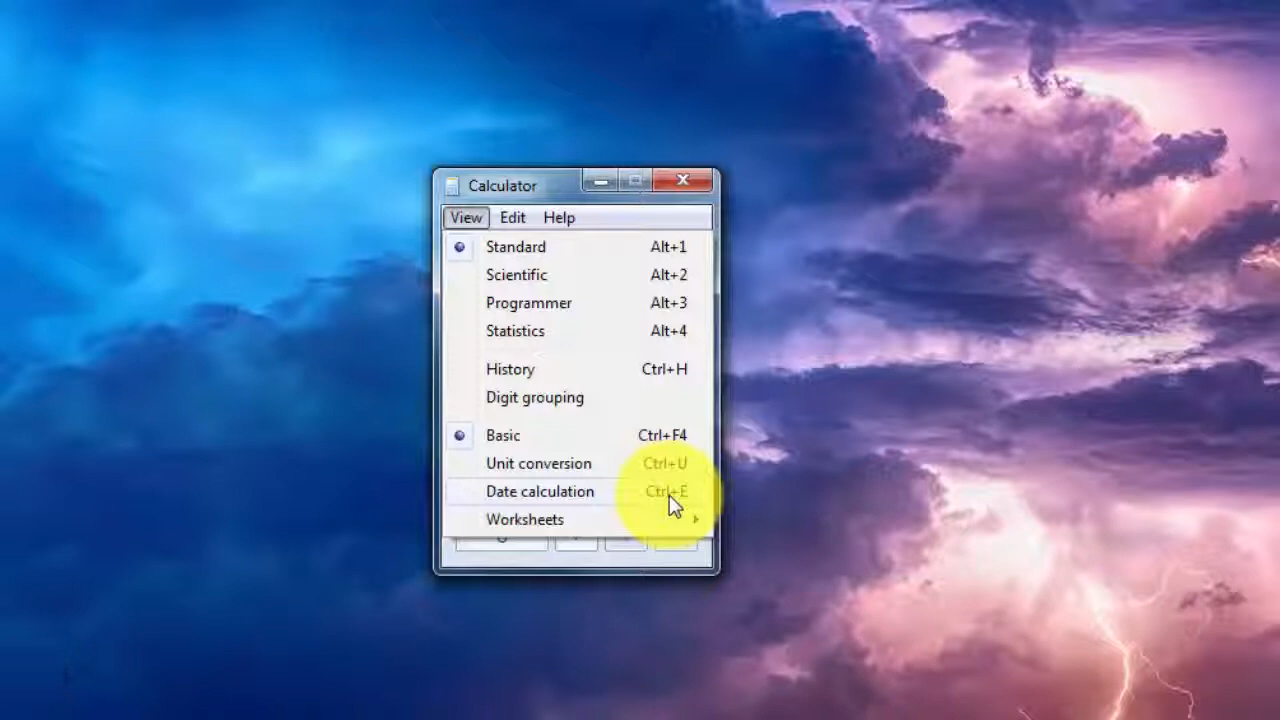 Calculator
View Edit Help
Standard Alt+1
Scientific Alt+2
Programmer Alt+3
Statistics Alt+4
History Ctrl+H
Digit grouping
Basic Ctrl+F4
Unit conversion Ctrl+U
Date calculation Ctrl+E
Worksheets